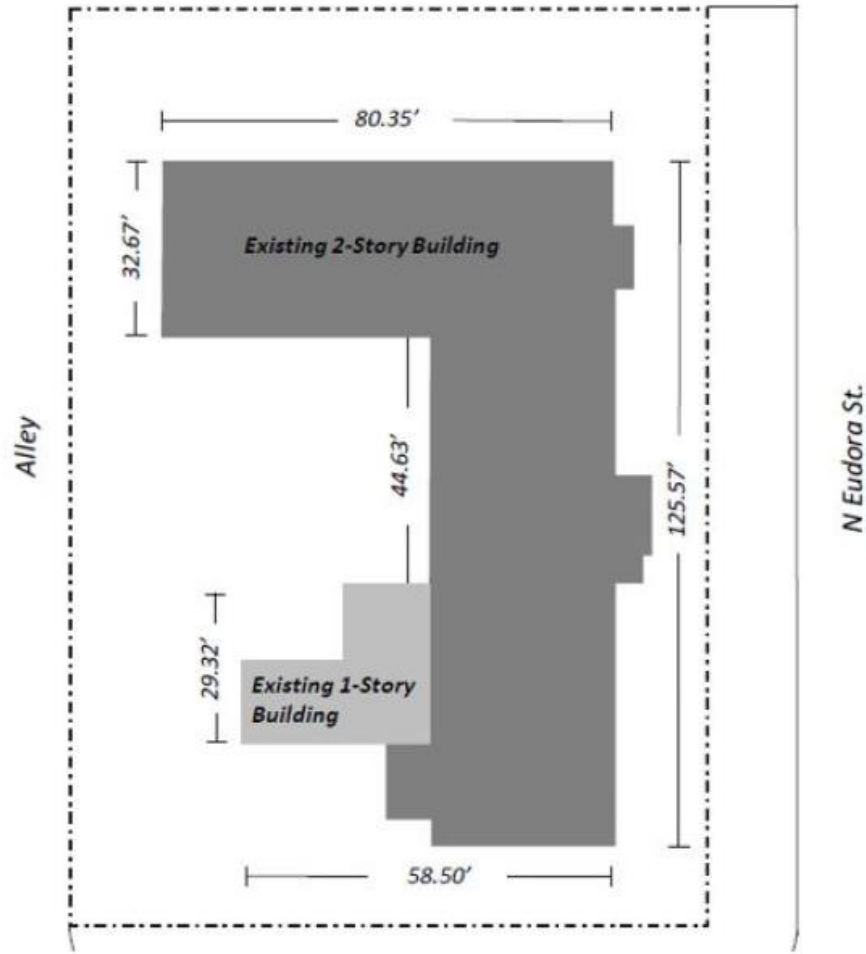 80.35’
32.67’
Existing 2-Story Building
Alley
44.63’
125.57’
N Eudora St.
29.32’
Existing 1-Story
Building
58.50’